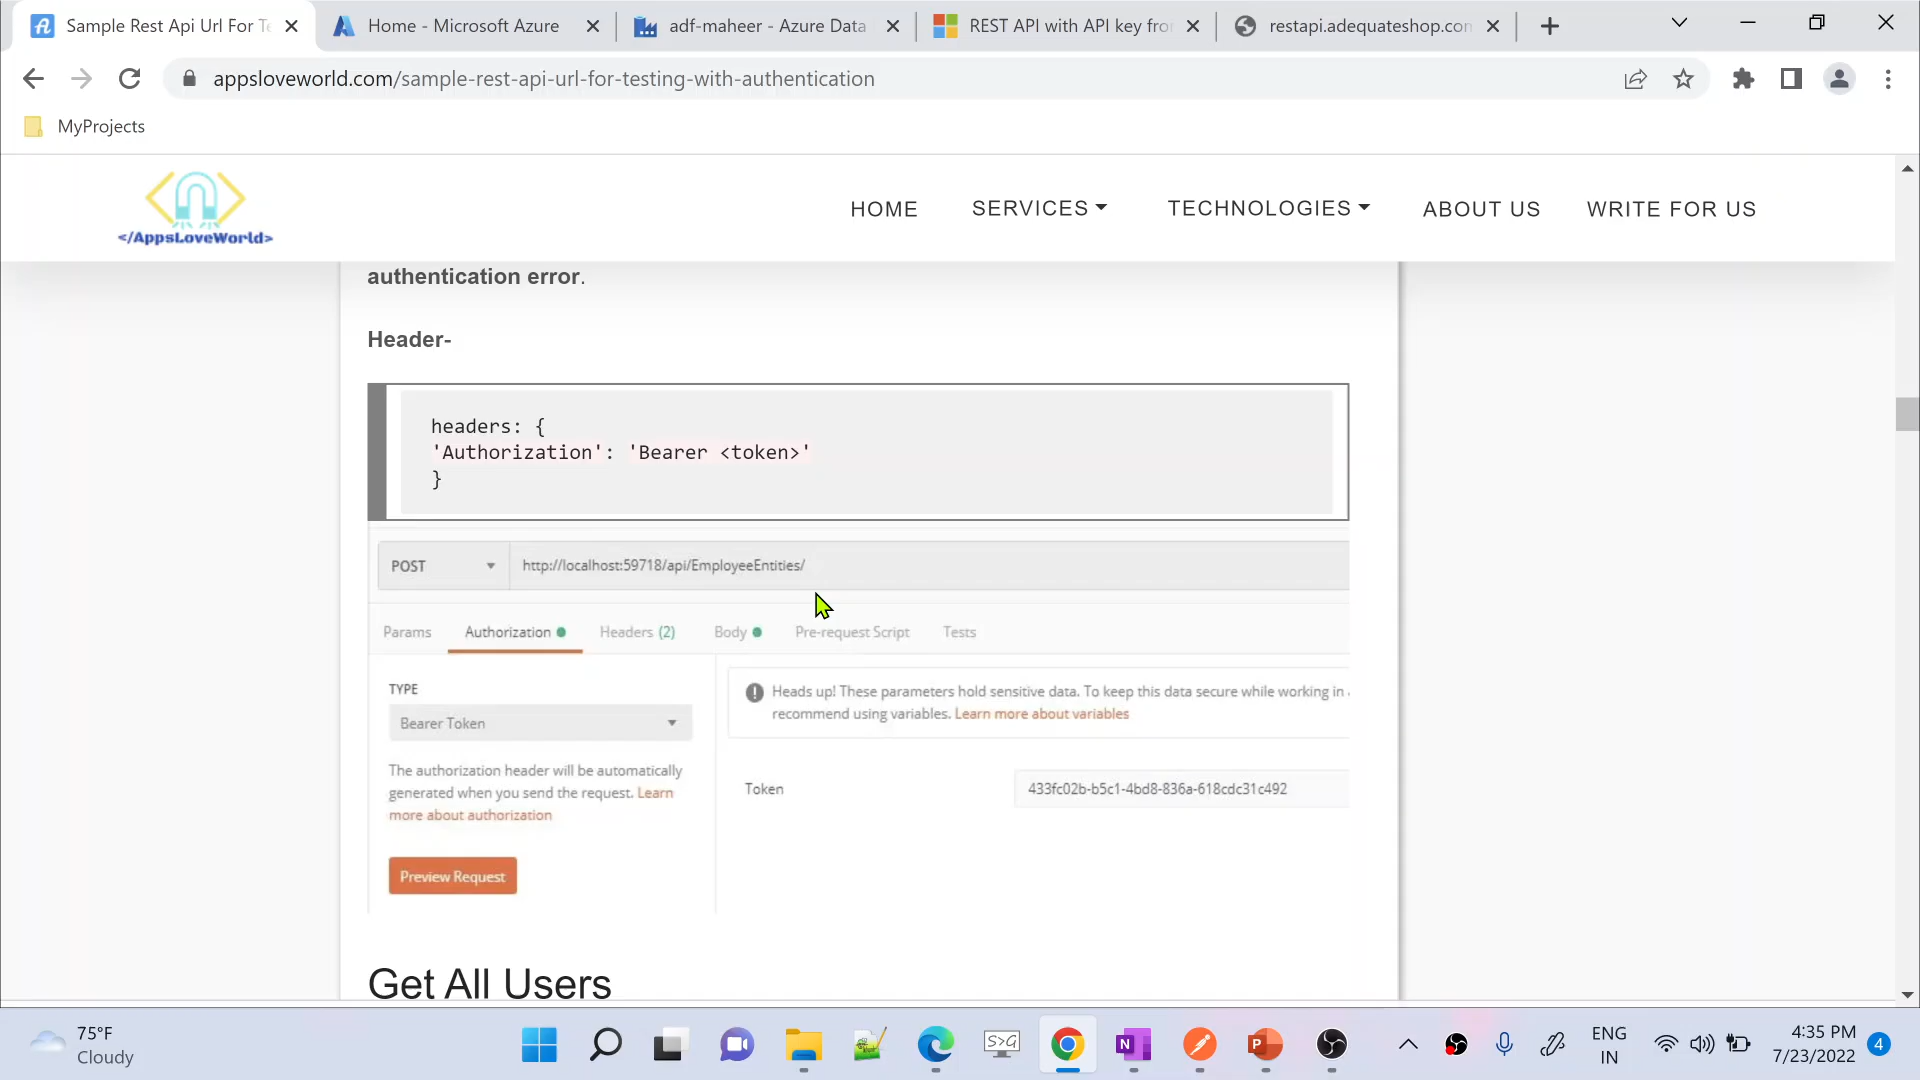 Sample Rest Api Url For Te
Home - Microsoft Azure
adf-maheer - Azure Data
REST API with API key from
restapi.adequateshop.com
appsloveworld.com/sample-rest-api-url-for-testing-with-authentication
MyProjects
</AppsLoveWorld>
HOME
SERVICES
TECHNOLOGIES
ABOUT US
WRITE FOR US
authentication error.
Header-
headers: {
'Authorization': 'Bearer <token>'
}
POST
http://localhost:59718/api/EmployeeEntities/
Params
Authorization
Headers (2)
Body
Pre-request Script
Tests
TYPE
Bearer Token
The authorization header will be automatically
generated when you send the request. Learn
more about authorization
Preview Request
Heads up! These parameters hold sensitive data. To keep this data secure while working in
recommend using variables. Learn more about variables
Token
433fc02b-b5c1-4bd8-836a-618cdc31c492
Get All Users
75°F
Cloudy
S>G
N
P
ENG
IN
4:35 PM
7/23/2022
4